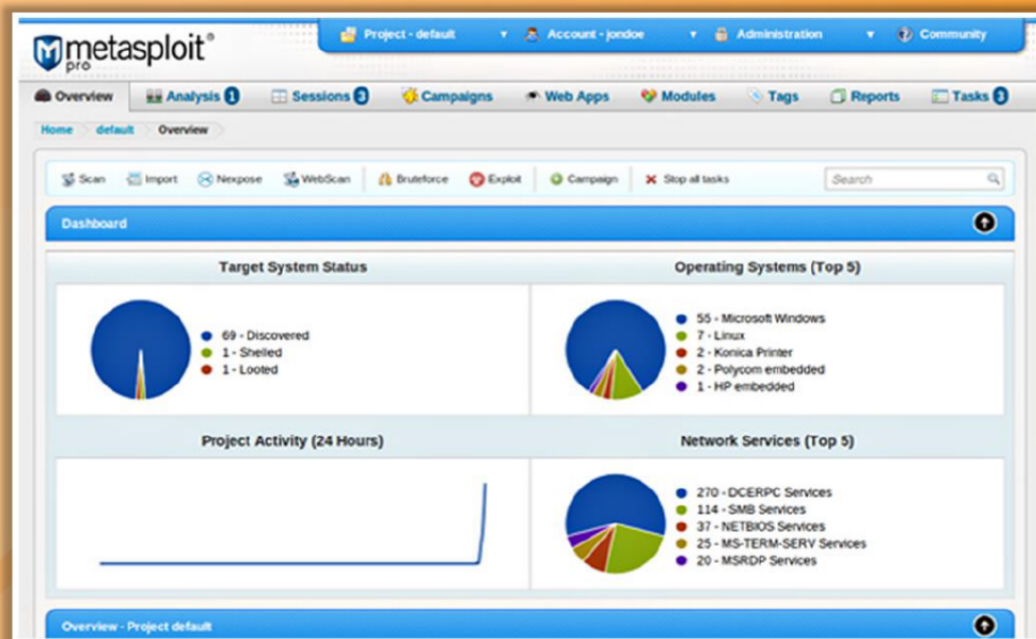 Project - default Account - jondoe Administration Community
metasploit®
pro
Overview Analysis 1 Sessions 3 Campaigns Web Apps Modules Tags Reports Tasks 3
Home default Overview
Scan Import Nexpose WebScan Bruteforce Exploit Campaign Stop all tasks Search
Dashboard
Target System Status
69 - Discovered
1 - Shelled
1 - Looted
Operating Systems (Top 5)
55 - Microsoft Windows
7 - Linux
2 - Konica Printer
2 - Polycom embedded
1 - HP embedded
Project Activity (24 Hours)
Network Services (Top 5)
270 - DCERPC Services
114 - SMB Services
37 - NETBIOS Services
25 - MS-TERM-SERV Services
20 - MSRDP Services
Overview - Project default